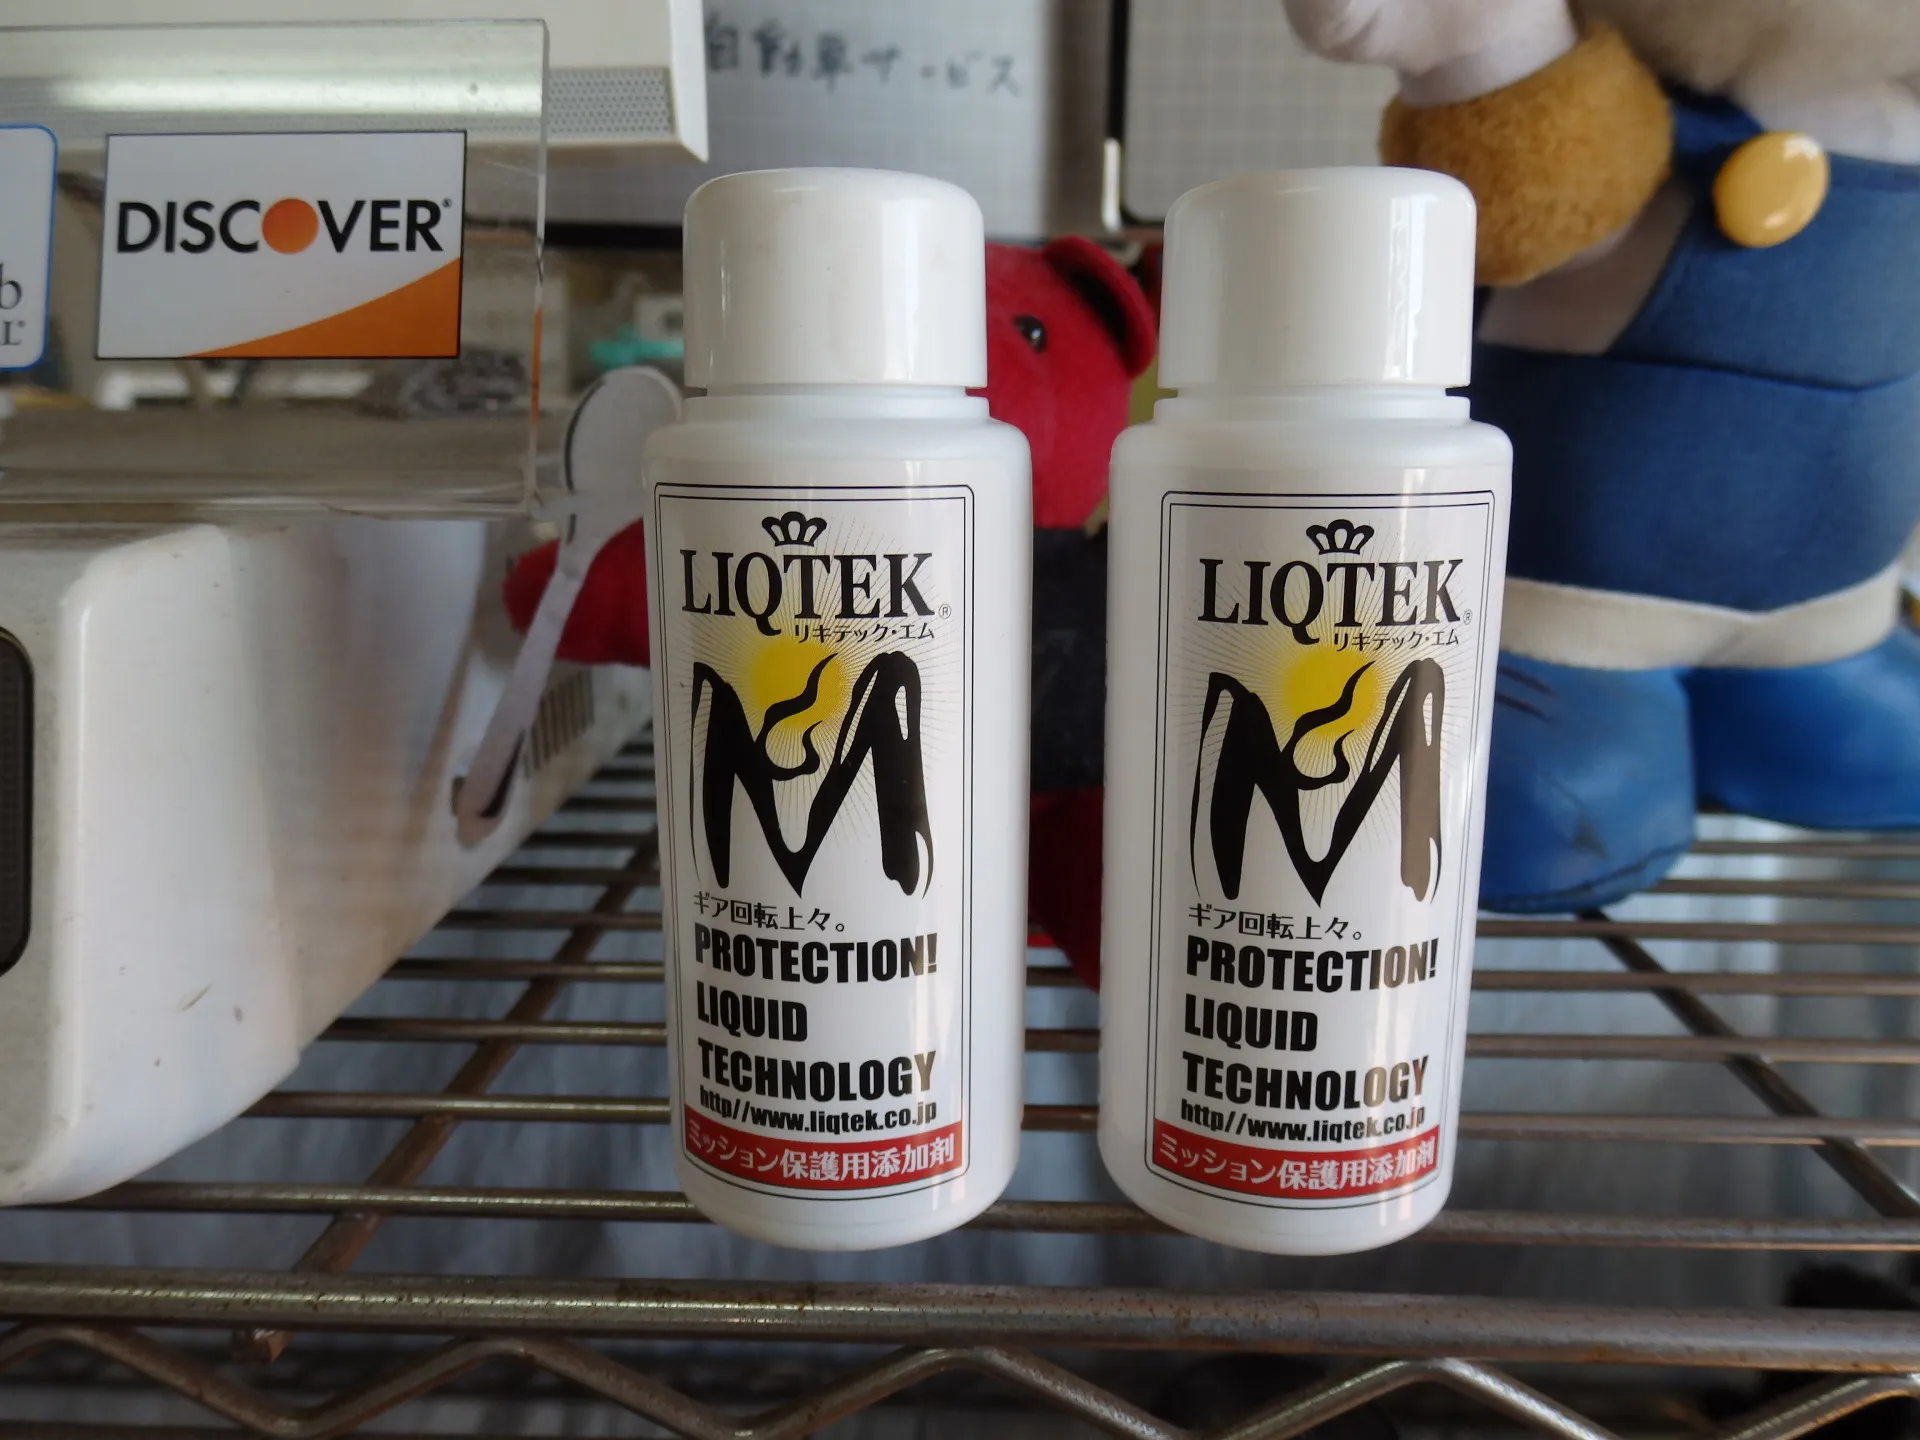 自動車サービス
DISCOVER®
b
r
LIQTEK®
リキテック・エム
M
ギア回転上々。
PROTECTION!
LIQUID
TECHNOLOGY
http//www.liqtek.co.jp
ミッション保護用添加剤
LIQTEK®
リキテック・エム
M
ギア回転上々。
PROTECTION!
LIQUID
TECHNOLOGY
http//www.liqtek.co.jp
ミッション保護用添加剤